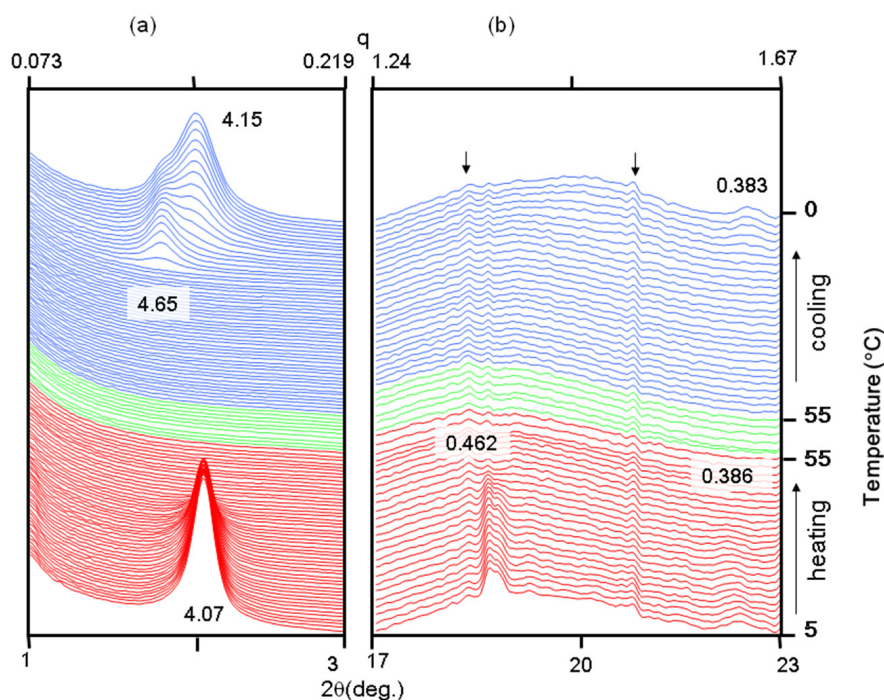 (a)
(b)
q
0.073
0.219
1.24
1.67
4.15
0.383
0
4.65
cooling
Temperature (°C)
55
0.462
55
0.386
heating
4.07
5
1
3
17
20
23
2θ(deg.)